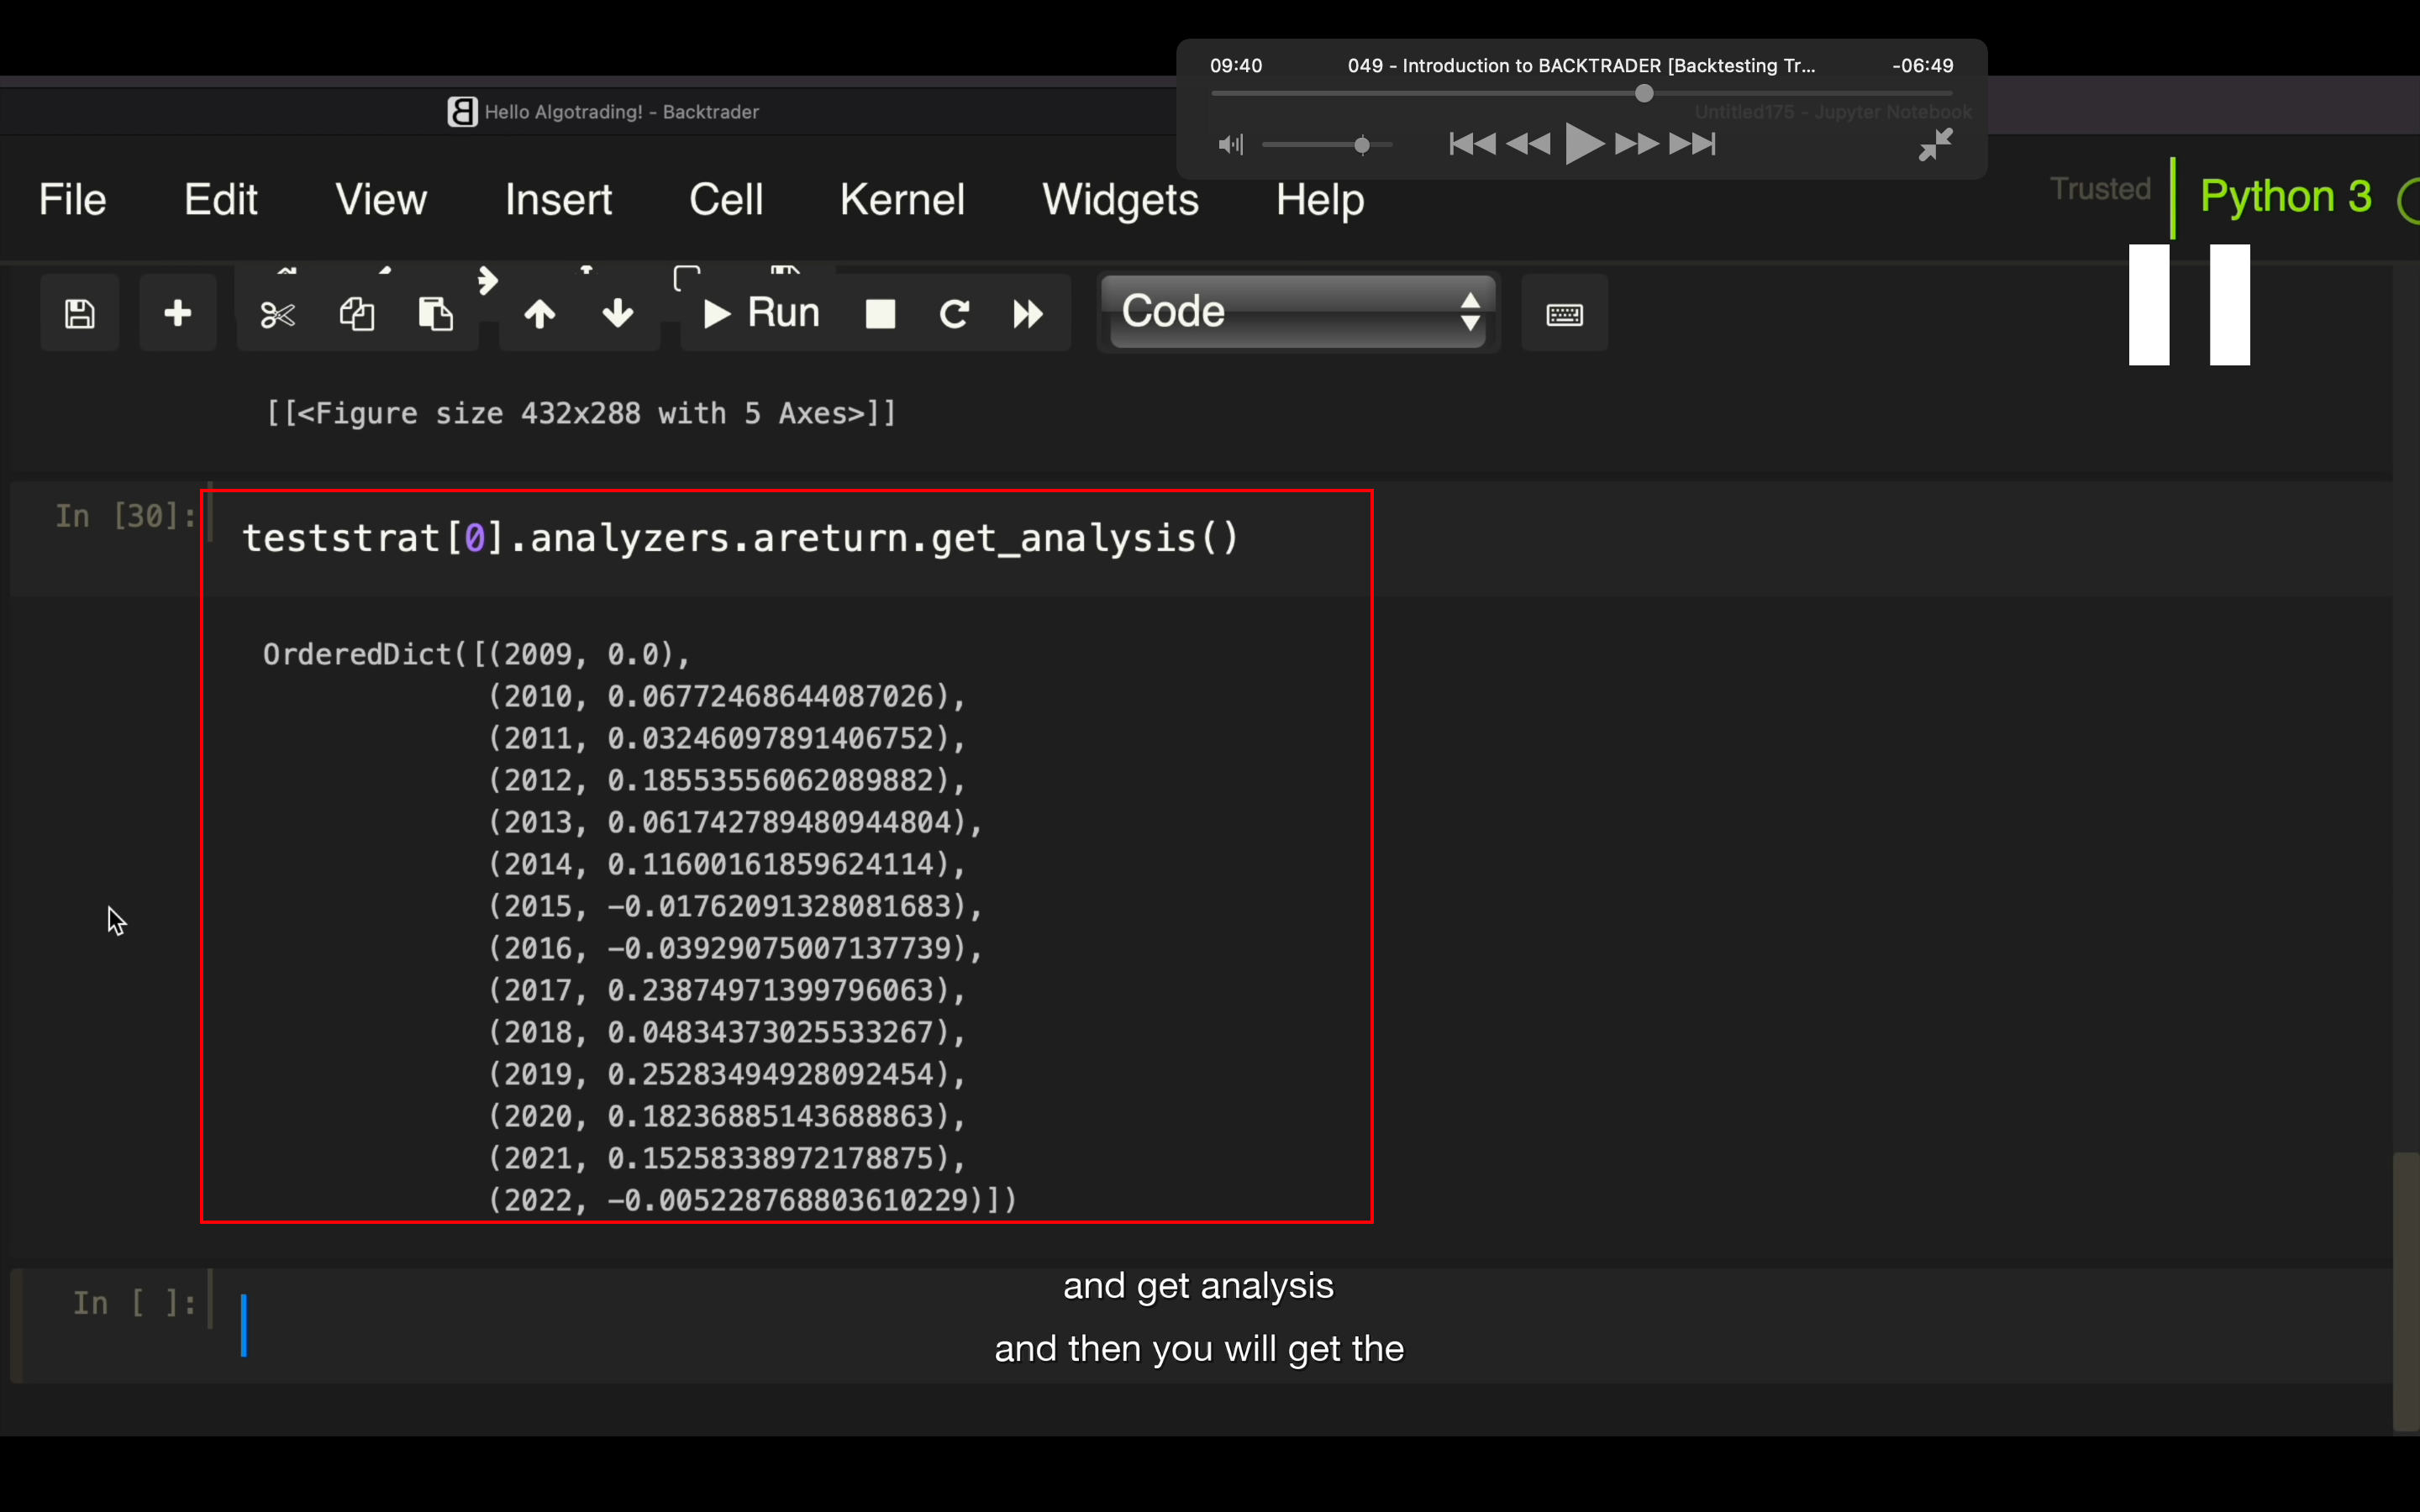 09:40 049 - Introduction to BACKTRADER [Backtesting Tr... -06:49
Hello Algotrading! - Backtrader
Untitled175 - Jupyter Notebook
File Edit View Insert Cell Kernel Widgets Help
Trusted Python 3
Run Code
[[<Figure size 432x288 with 5 Axes>]]
In [30]: teststrat[0].analyzers.areturn.get_analysis()
OrderedDict([(2009, 0.0),
(2010, 0.06772468644087026),
(2011, 0.03246097891406752),
(2012, 0.18553556062089882),
(2013, 0.061742789480944804),
(2014, 0.11600161859624114),
(2015, -0.01762091328081683),
(2016, -0.03929075007137739),
(2017, 0.23874971399796063),
(2018, 0.04834373025533267),
(2019, 0.25283494928092454),
(2020, 0.18236885143688863),
(2021, 0.15258338972178875),
(2022, -0.005228768803610229)])
In [ ]:
and get analysis
and then you will get the